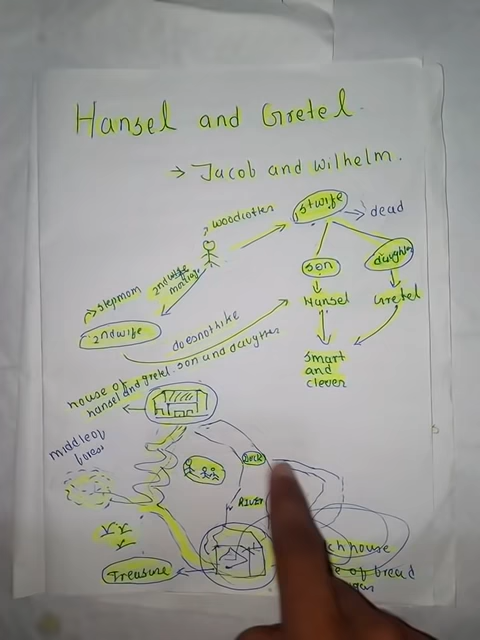 Hansel and Gretel.
→ Jacob and Wilhelm.
woodcotter
1st wife
dead
2nd wife
marriage
stepmom
2nd wife
son
daughter
Hansel
Gretel
smart
and
clever
doesnot like
son and daughter
house of
hansel and gretel.
middle of
forest
Duck
RIVER
Treasure
house
of bread